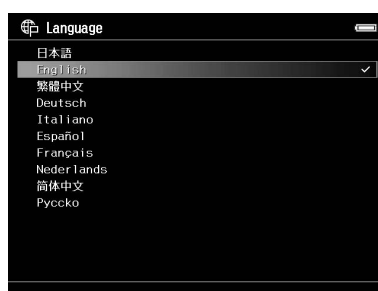 Language
日本語
English
繁體中文
Deutsch
Italiano
Español
Français
Nederlands
简体中文
Pyccko